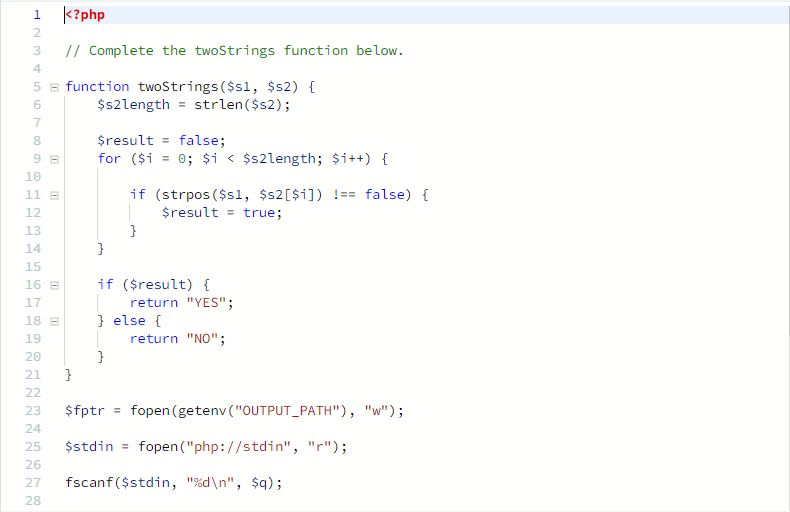 1 <?php
2
3 // Complete the twoStrings function below.
4
5 function twoStrings($s1, $s2) {
6 $s2length = strlen($s2);
7
8 $result = false;
9 for ($i = 0; $i < $s2length; $i++) {
10
11 if (strpos($s1, $s2[$i]) !== false) {
12 $result = true;
13 }
14 }
15
16 if ($result) {
17 return "YES";
18 } else {
19 return "NO";
20 }
21 }
22
23 $fptr = fopen(getenv("OUTPUT_PATH"), "w");
24
25 $stdin = fopen("php://stdin", "r");
26
27 fscanf($stdin, "%d\n", $q);
28